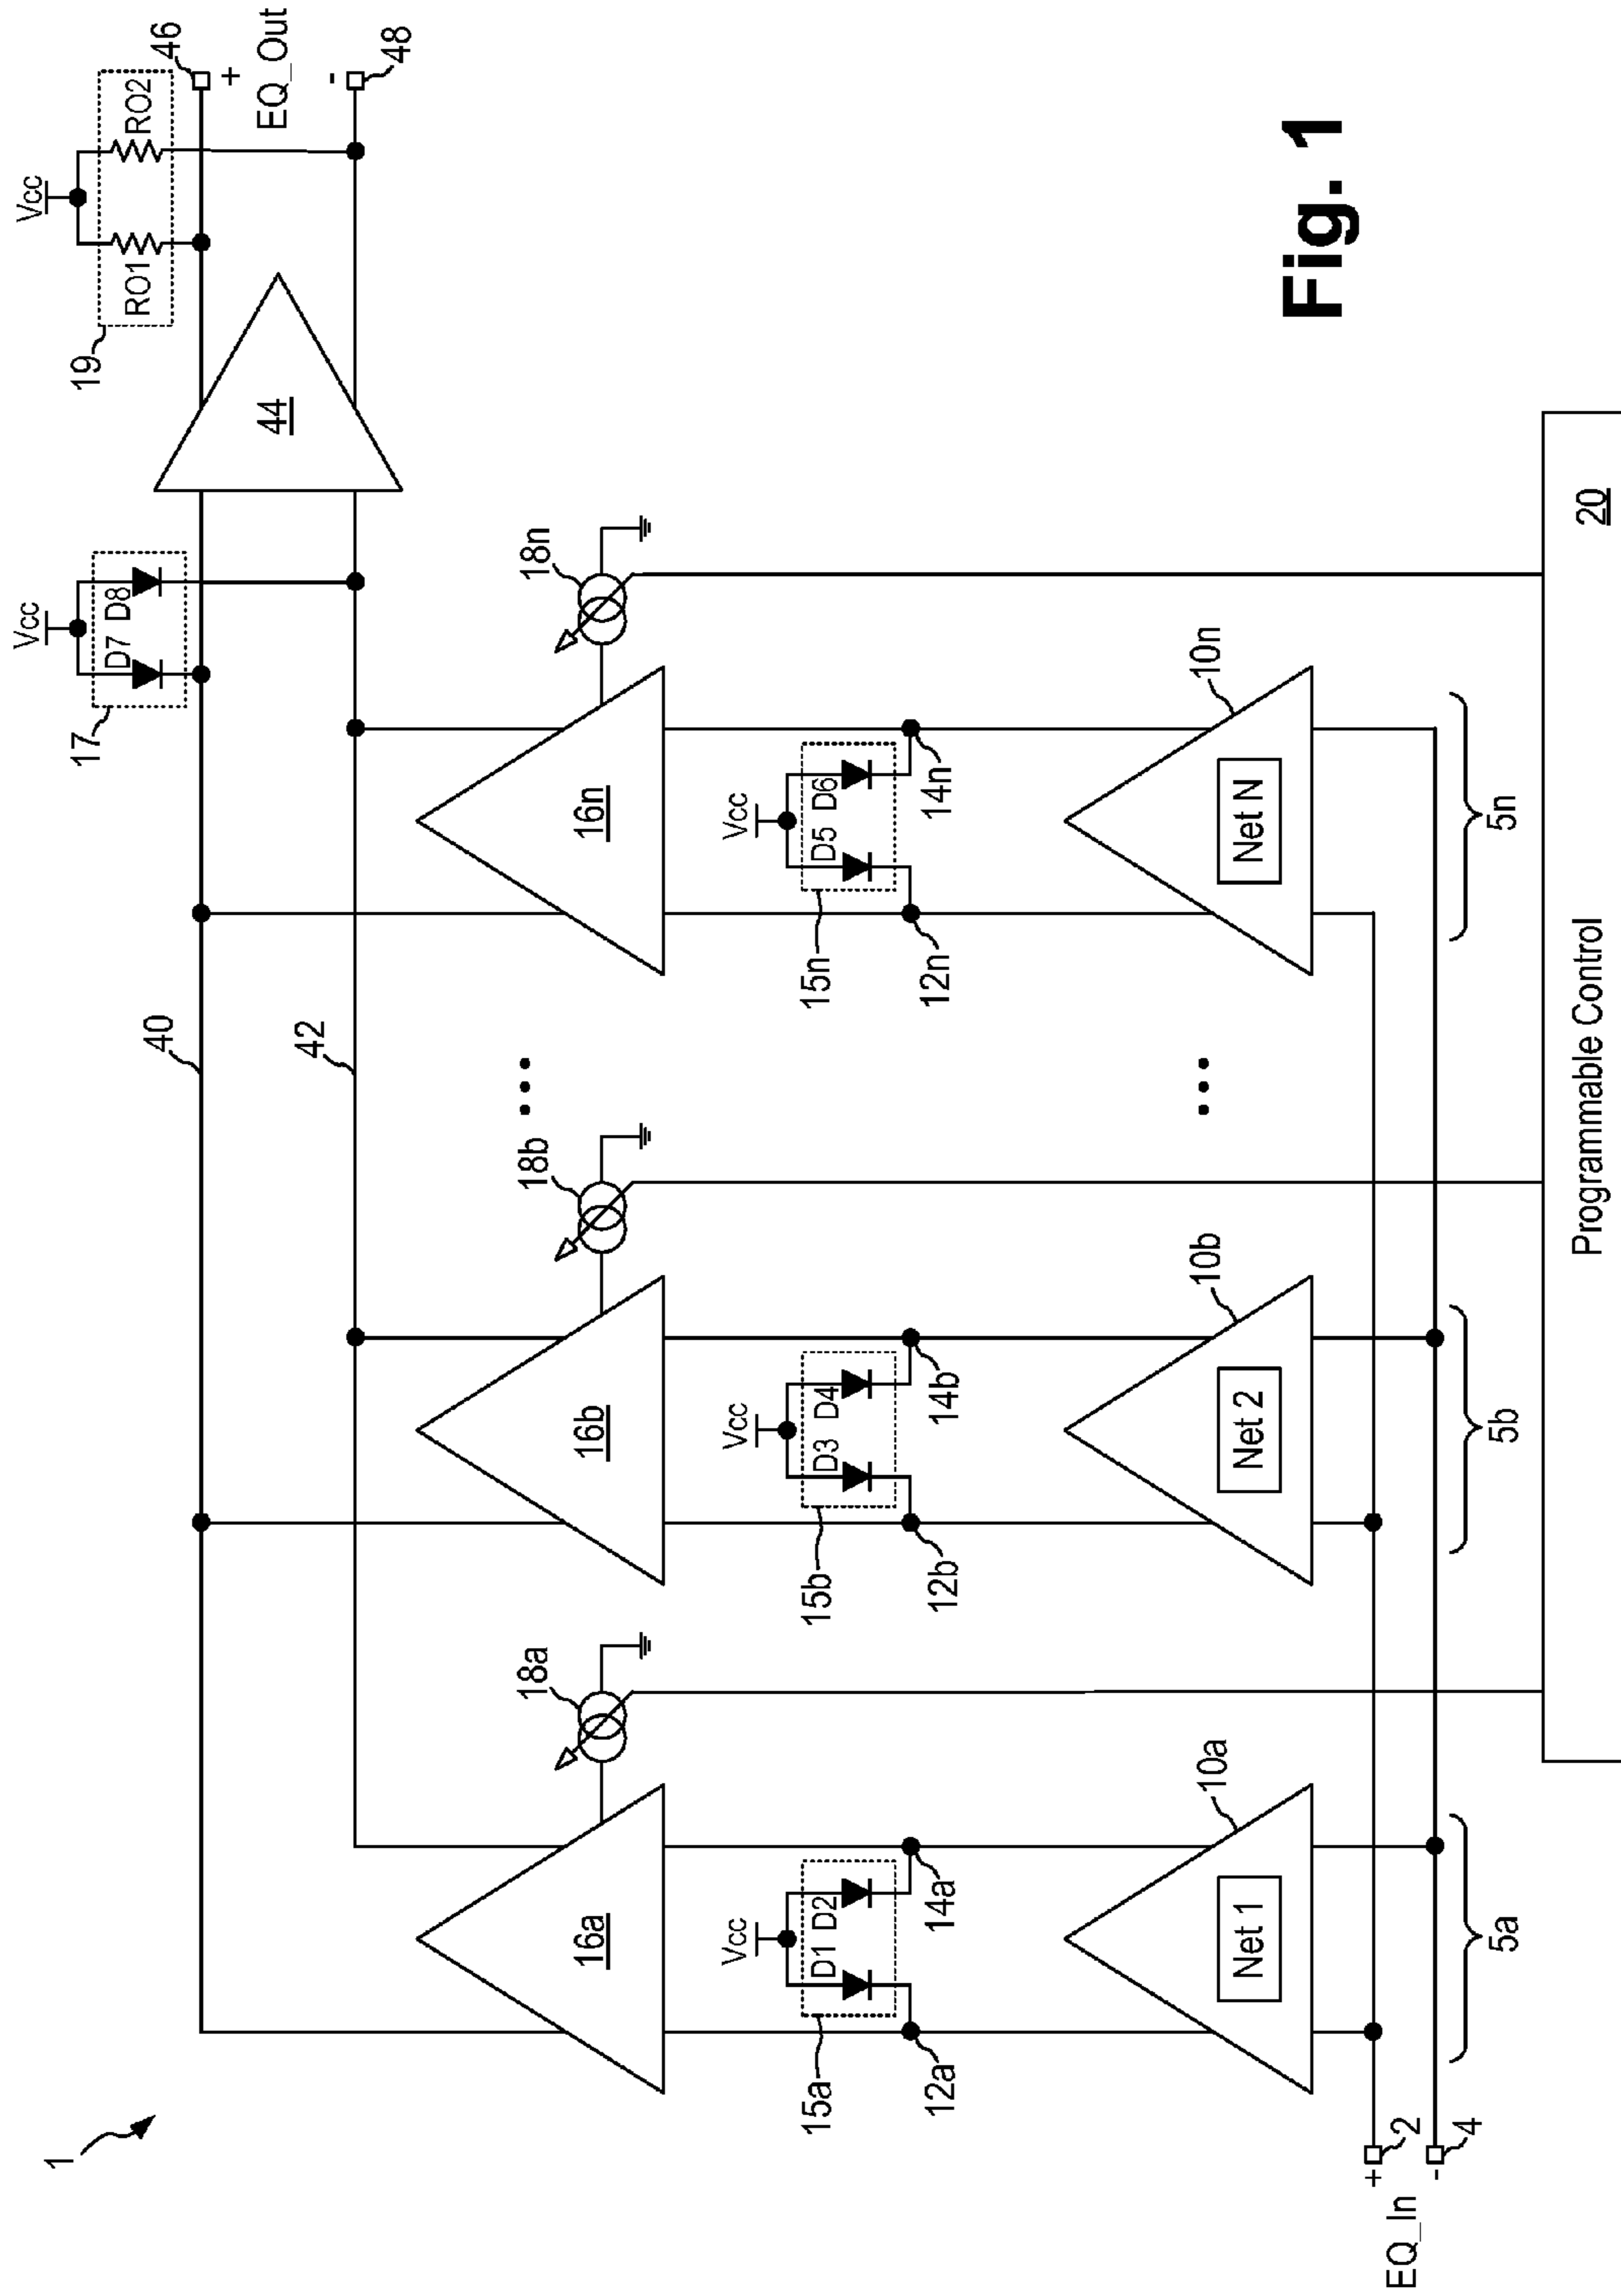 1
Vcc
Vcc
17
D7
D8
19
RO1
RO2
40
42
44
46
+
EQ_Out
-
48
16a
18a
16b
18b
...
16n
18n
Vcc
Vcc
Vcc
15a
D1
D2
15b
D3
D4
15n
D5
D6
12a
14a
12b
14b
12n
14n
10a
10b
10n
...
Net 1
Net 2
Net N
+
2
EQ_In
-
4
5a
5b
5n
Programmable Control
20
Fig. 1